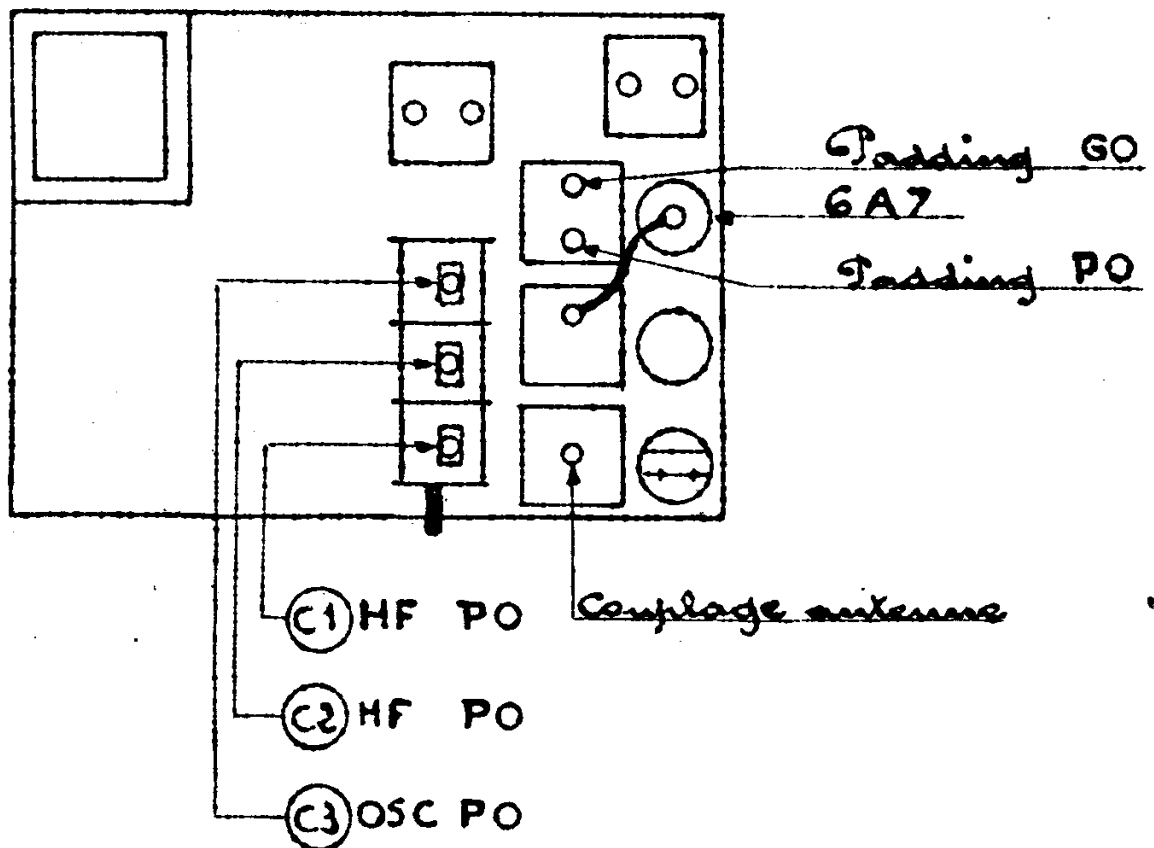 Padding GO
6A7
Padding PO
Couplage antenne
C1 HF PO
C2 HF PO
C3 OSC PO